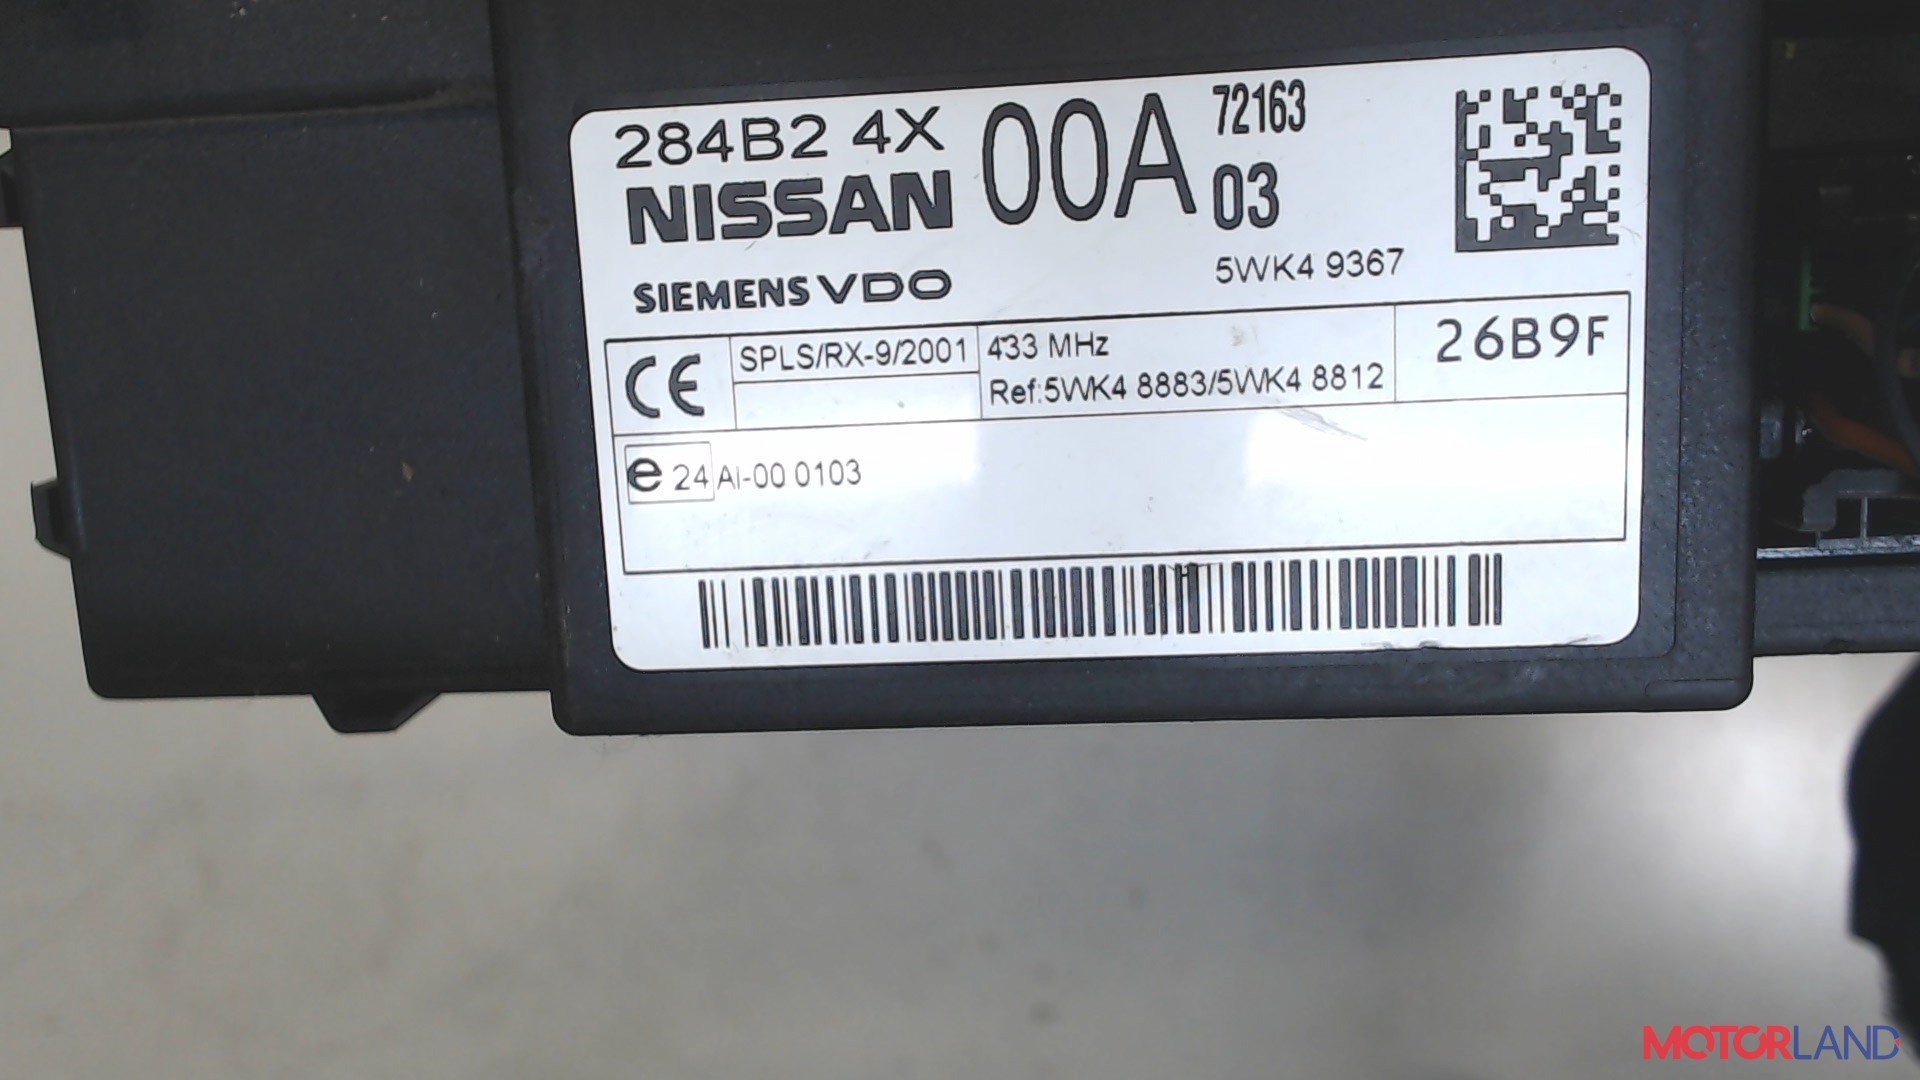 284B2 4X 00A 72163
NISSAN 03
SIEMENS VDO 5WK4 9367
CE SPLS/RX-9/2001 433 MHz 26B9F
Ref:5WK4 8883/5WK4 8812
e 24 AI-00 0103
MOTORLAND